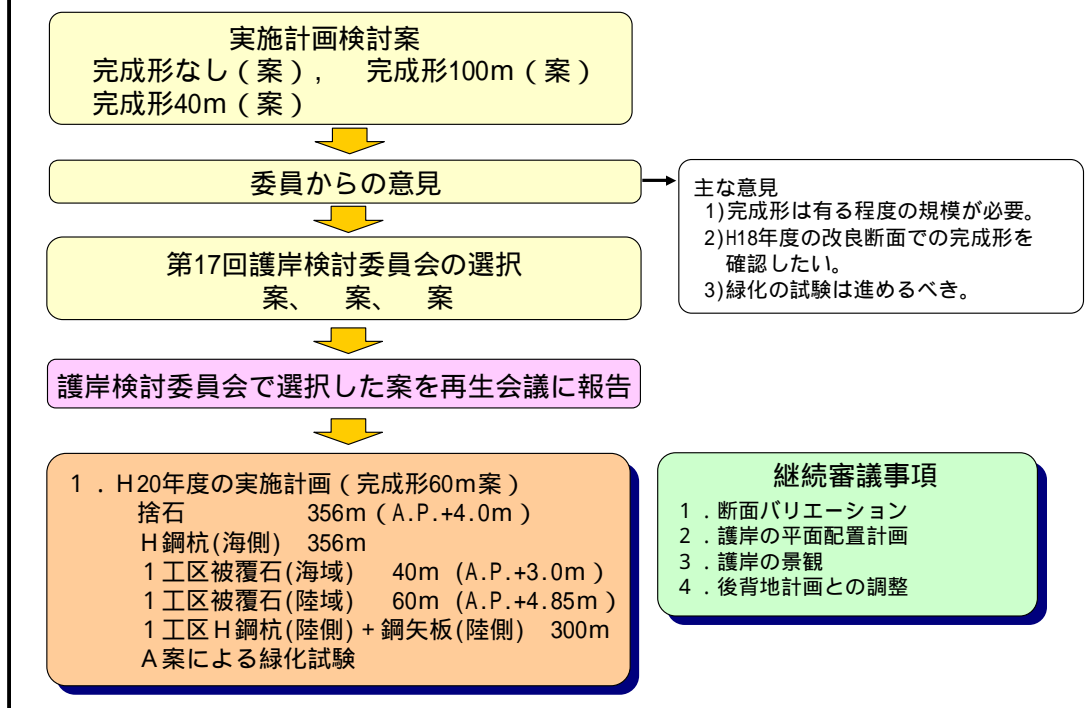 実施計画検討案
完成形なし（案）,　完成形100m（案）
完成形40m（案）
委員からの意見
主な意見
1)完成形は有る程度の規模が必要。
2)H18年度の改良断面での完成形を
確認したい。
3)緑化の試験は進めるべき。
第17回護岸検討委員会の選択
案、　案、　案
護岸検討委員会で選択した案を再生会議に報告
1．H20年度の実施計画（完成形60m案）
捨石　356m（A.P.+4.0m）
H鋼杭(海側)　356m
1工区被覆石(海域)　40m (A.P.+3.0m）
1工区被覆石(陸域)　60m (A.P.+4.85m）
1工区H鋼杭(陸側)+鋼矢板(陸側)　300m
A案による緑化試験
継続審議事項
1．断面バリエーション
2．護岸の平面配置計画
3．護岸の景観
4．後背地計画との調整